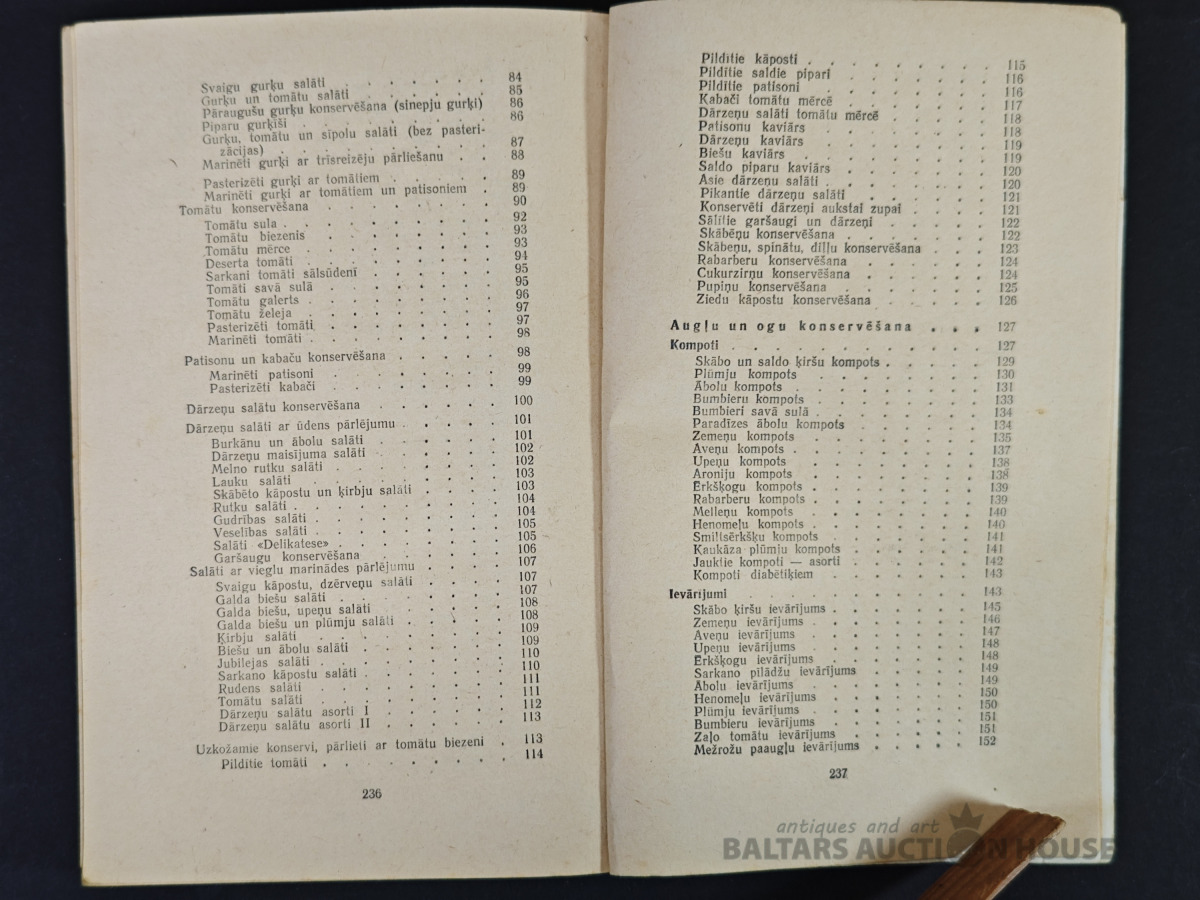 Svaigu gurķu salāti . . . . . . . 84
Gurķu un tomātu salāti . . . . . . 85
Pāraugušu gurķu konservēšana (sinepju gurķi) 86
Piparu gurķīši . . . . . . . . 86
Gurķu, tomātu un sīpolu salāti (bez pasteri-
zācijas) . . . . . . . . 87
Marinēti gurķi ar trīsreizēju pārliešanu . . 88
Pasterizēti gurķi ar tomātiem . . . . 89
Marinēti gurķi ar tomātiem un patisoniem . 89
Tomātu konservēšana . . . . . . . 90
Tomātu sula . . . . . . . . 92
Tomātu biezenis . . . . . . . 93
Tomātu mērce . . . . . . . 93
Deserta tomāti . . . . . . . 94
Sarkani tomāti sālsūdenī . . . . . 95
Tomāti savā sulā . . . . . . . 95
Tomātu galerts . . . . . . . 96
Tomātu želeja . . . . . . . 97
Pasterizēti tomāti . . . . . . . 97
Marinēti tomāti . . . . . . . 98
Patisonu un kabaču konservēšana . . . . . 98
Marinēti patisoni . . . . . . . 99
Pasterizēti kabači . . . . . . . 99
Dārzeņu salātu konservēšana . . . . . . 100
Dārzeņu salāti ar ūdens pārlējumu . . . . . 101
Burkānu un ābolu salāti . . . . . 101
Dārzeņu maisījuma salāti . . . . . 102
Melno rutku salāti . . . . . . 102
Lauku salāti . . . . . . . 103
Skābēto kāpostu un ķirbju salāti . . . . 103
Rutku salāti . . . . . . . 104
Gudrības salāti . . . . . . . 104
Veselības salāti . . . . . . . 105
Salāti «Delikatese» . . . . . . 105
Garšaugu konservēšana . . . . . 106
Salāti ar vieglu marinādes pārlējumu . . . . 107
Svaigu kāpostu, dzērveņu salāti . . . . 107
Galda biešu salāti . . . . . . 107
Galda biešu, upeņu salāti . . . . . 108
Galda biešu un plūmju salāti . . . . . 108
Ķirbju salāti . . . . . . . 109
Biešu un ābolu salāti . . . . . . 109
Jubilejas salāti . . . . . . . 110
Sarkano kāpostu salāti . . . . . . 110
Rudens salāti . . . . . . . 111
Tomātu salāti . . . . . . . 111
Dārzeņu salātu asorti I . . . . . 112
Dārzeņu salātu asorti II . . . . . 113
Uzkožamie konservi, pārlieti ar tomātu biezeni . 113
Pildītie tomāti . . . . . . . . 114
236
Pildītie kāposti . . . . . . . 115
Pildītie saldie pipari . . . . . . 116
Pildītie patisoni . . . . . . . 116
Kabači tomātu mērcē . . . . . . 117
Dārzeņu salāti tomātu mērcē . . . . 118
Patisonu kaviārs . . . . . . . 118
Dārzeņu kaviārs . . . . . . . 119
Biešu kaviārs . . . . . . . 119
Saldo piparu kaviārs . . . . . . 120
Asie dārzeņu salāti . . . . . . 120
Pikantie dārzeņu salāti . . . . . 121
Konservēti dārzeņi aukstai zupai . . . . 121
Sālītie garšaugi un dārzeņi . . . . . 122
Skābēņu konservēšana . . . . . . 122
Skābeņu, spinātu, diļļu konservēšana . . . 123
Rabarberu konservēšana . . . . . 124
Cukurzirņu konservēšana . . . . . 124
Pupiņu konservēšana . . . . . . 125
Ziedu kāpostu konservēšana . . . . . 126
Augļu un ogu konservēšana . . . 127
Kompoti . . . . . . . . . . 127
Skābo un saldo ķiršu kompots . . . . 129
Plūmju kompots . . . . . . . 130
Ābolu kompots . . . . . . . 131
Bumbieru kompots . . . . . . . 133
Bumbieri savā sulā . . . . . . . 134
Paradīzes ābolu kompots . . . . . 134
Zemeņu kompots . . . . . . . 135
Aveņu kompots . . . . . . . 137
Upeņu kompots . . . . . . . 138
Aroniju kompots . . . . . . . 138
Ērkšķogu kompots . . . . . . . 139
Rabarberu kompots . . . . . . . 139
Melleņu kompots . . . . . . . 140
Henomeļu kompots . . . . . . . 140
Smiltsērkšķu kompots . . . . . . 141
Kaukāza plūmju kompots . . . . . 141
Jauktie kompoti — asorti . . . . . 142
Kompoti diabētiķiem . . . . . . 143
Ievārījumi . . . . . . . . . 143
Skābo ķiršu ievārījums . . . . . . 145
Zemeņu ievārījums . . . . . . . 146
Aveņu ievārījums . . . . . . . 147
Upeņu ievārījums . . . . . . . 148
Ērkšķogu ievārījums . . . . . . 148
Sarkano pīlādžu ievārījums . . . . . 149
Ābolu ievārījums . . . . . . . 149
Henomeļu ievārījums . . . . . . 150
Plūmju ievārījums . . . . . . . 150
Bumbieru ievārījums . . . . . . 151
Zaļo tomātu ievārījums . . . . . 151
Mežrožu paaugļu ievārījums . . . . . 152
237
antiques and art
BALTARS AUCTION HOUSE